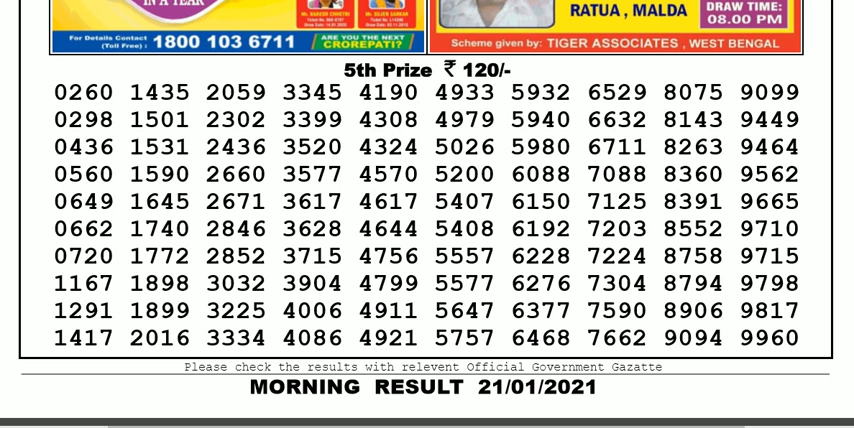 IN A YEAR
Mr. NARESH CHHETRI
Mr. SUJEN SARKAR
For Details Contact
(Toll Free) : 1800 103 6711
ARE YOU THE NEXT
CROREPATI?
RATUA , MALDA
DRAW TIME:
08.00 PM
Scheme given by: TIGER ASSOCIATES , WEST BENGAL
5th Prize ₹ 120/-
0260 1435 2059 3345 4190 4933 5932 6529 8075 9099
0298 1501 2302 3399 4308 4979 5940 6632 8143 9449
0436 1531 2436 3520 4324 5026 5980 6711 8263 9464
0560 1590 2660 3577 4570 5200 6088 7088 8360 9562
0649 1645 2671 3617 4617 5407 6150 7125 8391 9665
0662 1740 2846 3628 4644 5408 6192 7203 8552 9710
0720 1772 2852 3715 4756 5557 6228 7224 8758 9715
1167 1898 3032 3904 4799 5577 6276 7304 8794 9798
1291 1899 3225 4006 4911 5647 6377 7590 8906 9817
1417 2016 3334 4086 4921 5757 6468 7662 9094 9960
Please check the results with relevent Official Government Gazatte
MORNING RESULT 21/01/2021